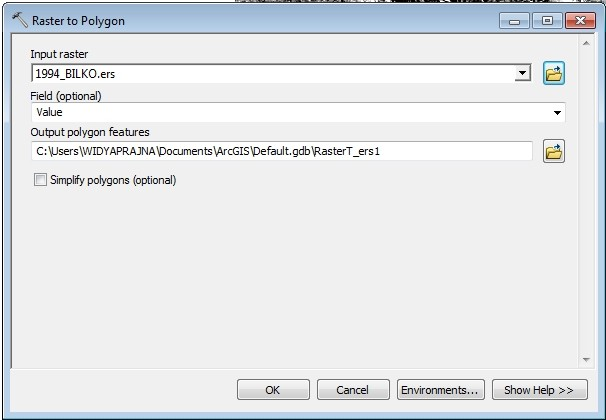 Raster to Polygon
Input raster
1994_BILKO.ers
Field (optional)
Value
Output polygon features
C:\Users\WIDYAPRAJNA\Documents\ArcGIS\Default.gdb\RasterT_ers1
Simplify polygons (optional)
OK Cancel Environments... Show Help >>